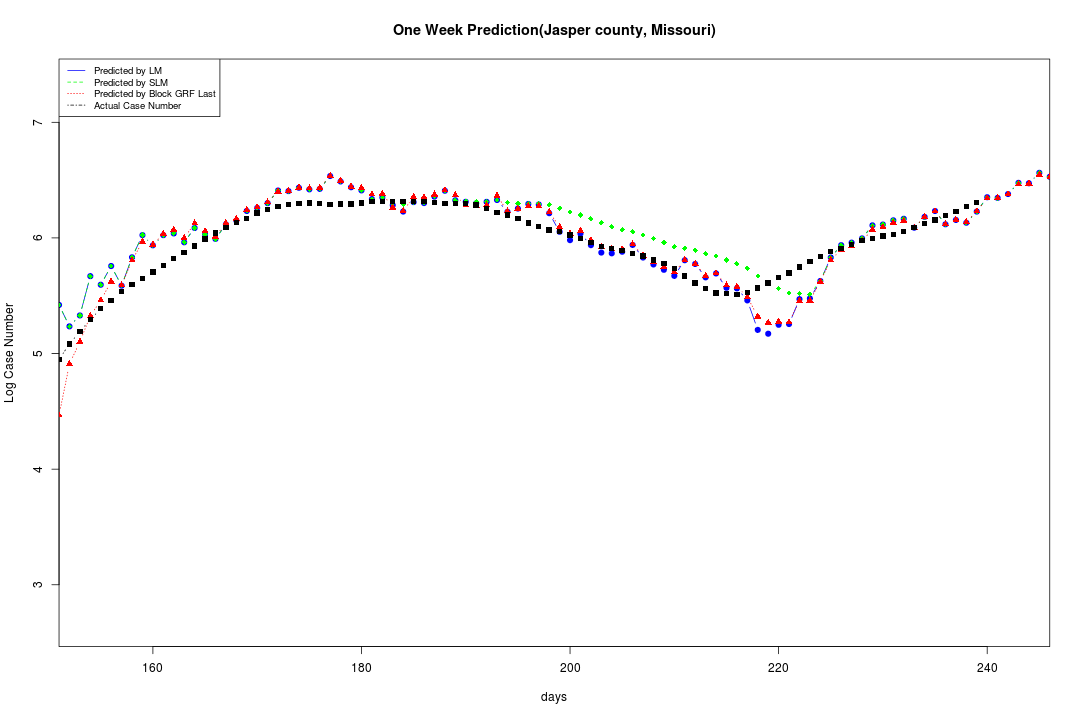 One Week Prediction(Jasper county, Missouri)
Predicted by LM
Predicted by SLM
Predicted by Block GRF Last
Actual Case Number
7
6
5
4
3
Log Case Number
160
180
200
220
240
days